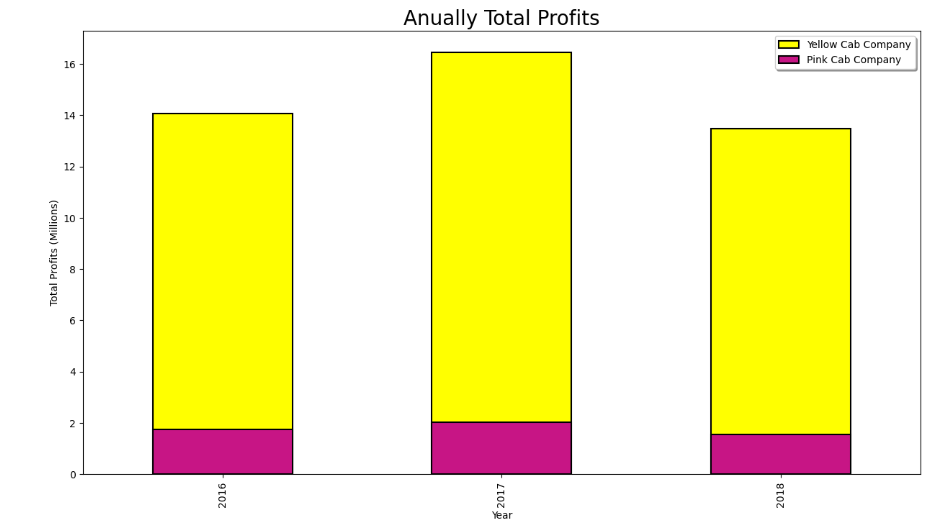 Anually Total Profits
Yellow Cab Company
Pink Cab Company
Total Profits (Millions)
16
14
12
10
8
6
4
2
0
2016
2017
2018
Year